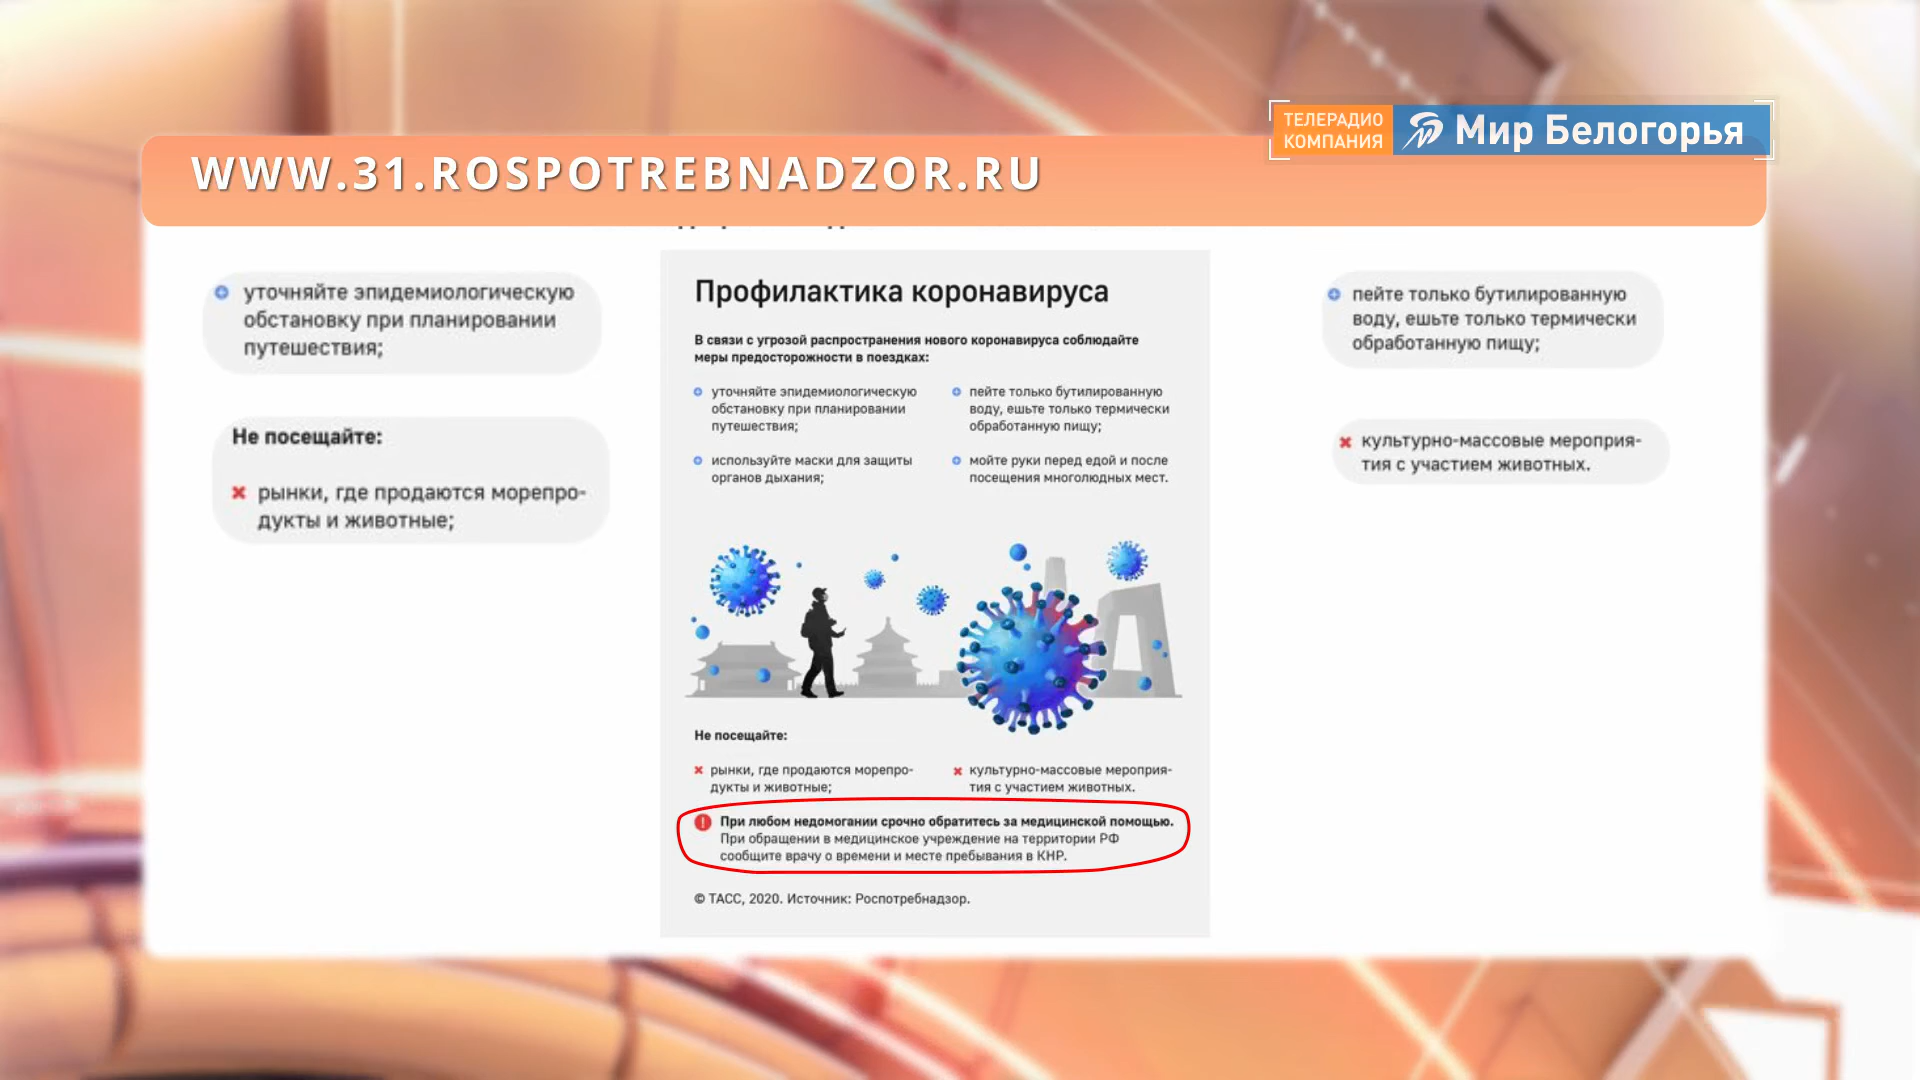 ТЕЛЕРАДИО
КОМПАНИЯ
Мир Белогорья
WWW.31.ROSPOTREBNADZOR.RU
уточняйте эпидемиологическую
обстановку при планировании
путешествия;
Не посещайте:
рынки, где продаются морепро-
дукты и животные;
Профилактика коронавируса
В связи с угрозой распространения нового коронавируса соблюдайте
меры предосторожности в поездках:
уточняйте эпидемиологическую
обстановку при планировании
путешествия;
используйте маски для защиты
органов дыхания;
пейте только бутилированную
воду, ешьте только термически
обработанную пищу;
мойте руки перед едой и после
посещения многолюдных мест.
Не посещайте:
рынки, где продаются морепро-
дукты и животные;
культурно-массовые мероприя-
тия с участием животных.
При любом недомогании срочно обратитесь за медицинской помощью.
При обращении в медицинское учреждение на территории РФ
сообщите врачу о времени и месте пребывания в КНР.
© ТАСС, 2020. Источник: Роспотребнадзор.
пейте только бутилированную
воду, ешьте только термически
обработанную пищу;
культурно-массовые мероприя-
тия с участием животных.